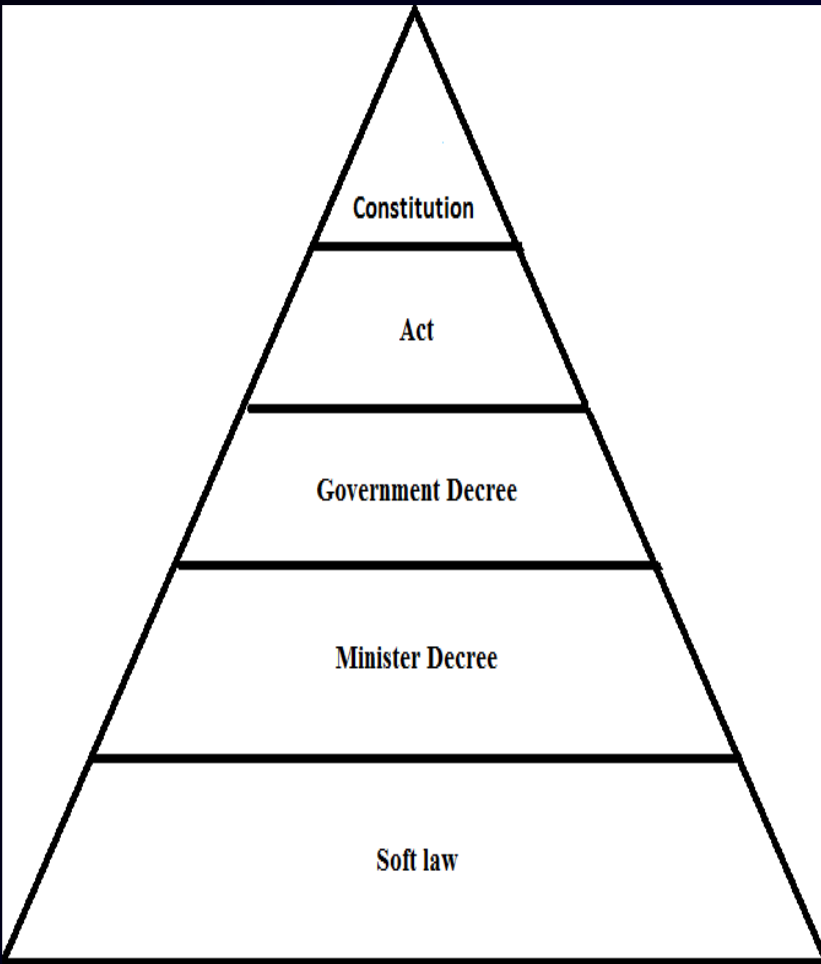 Constitution
Act
Government Decree
Minister Decree
Soft law